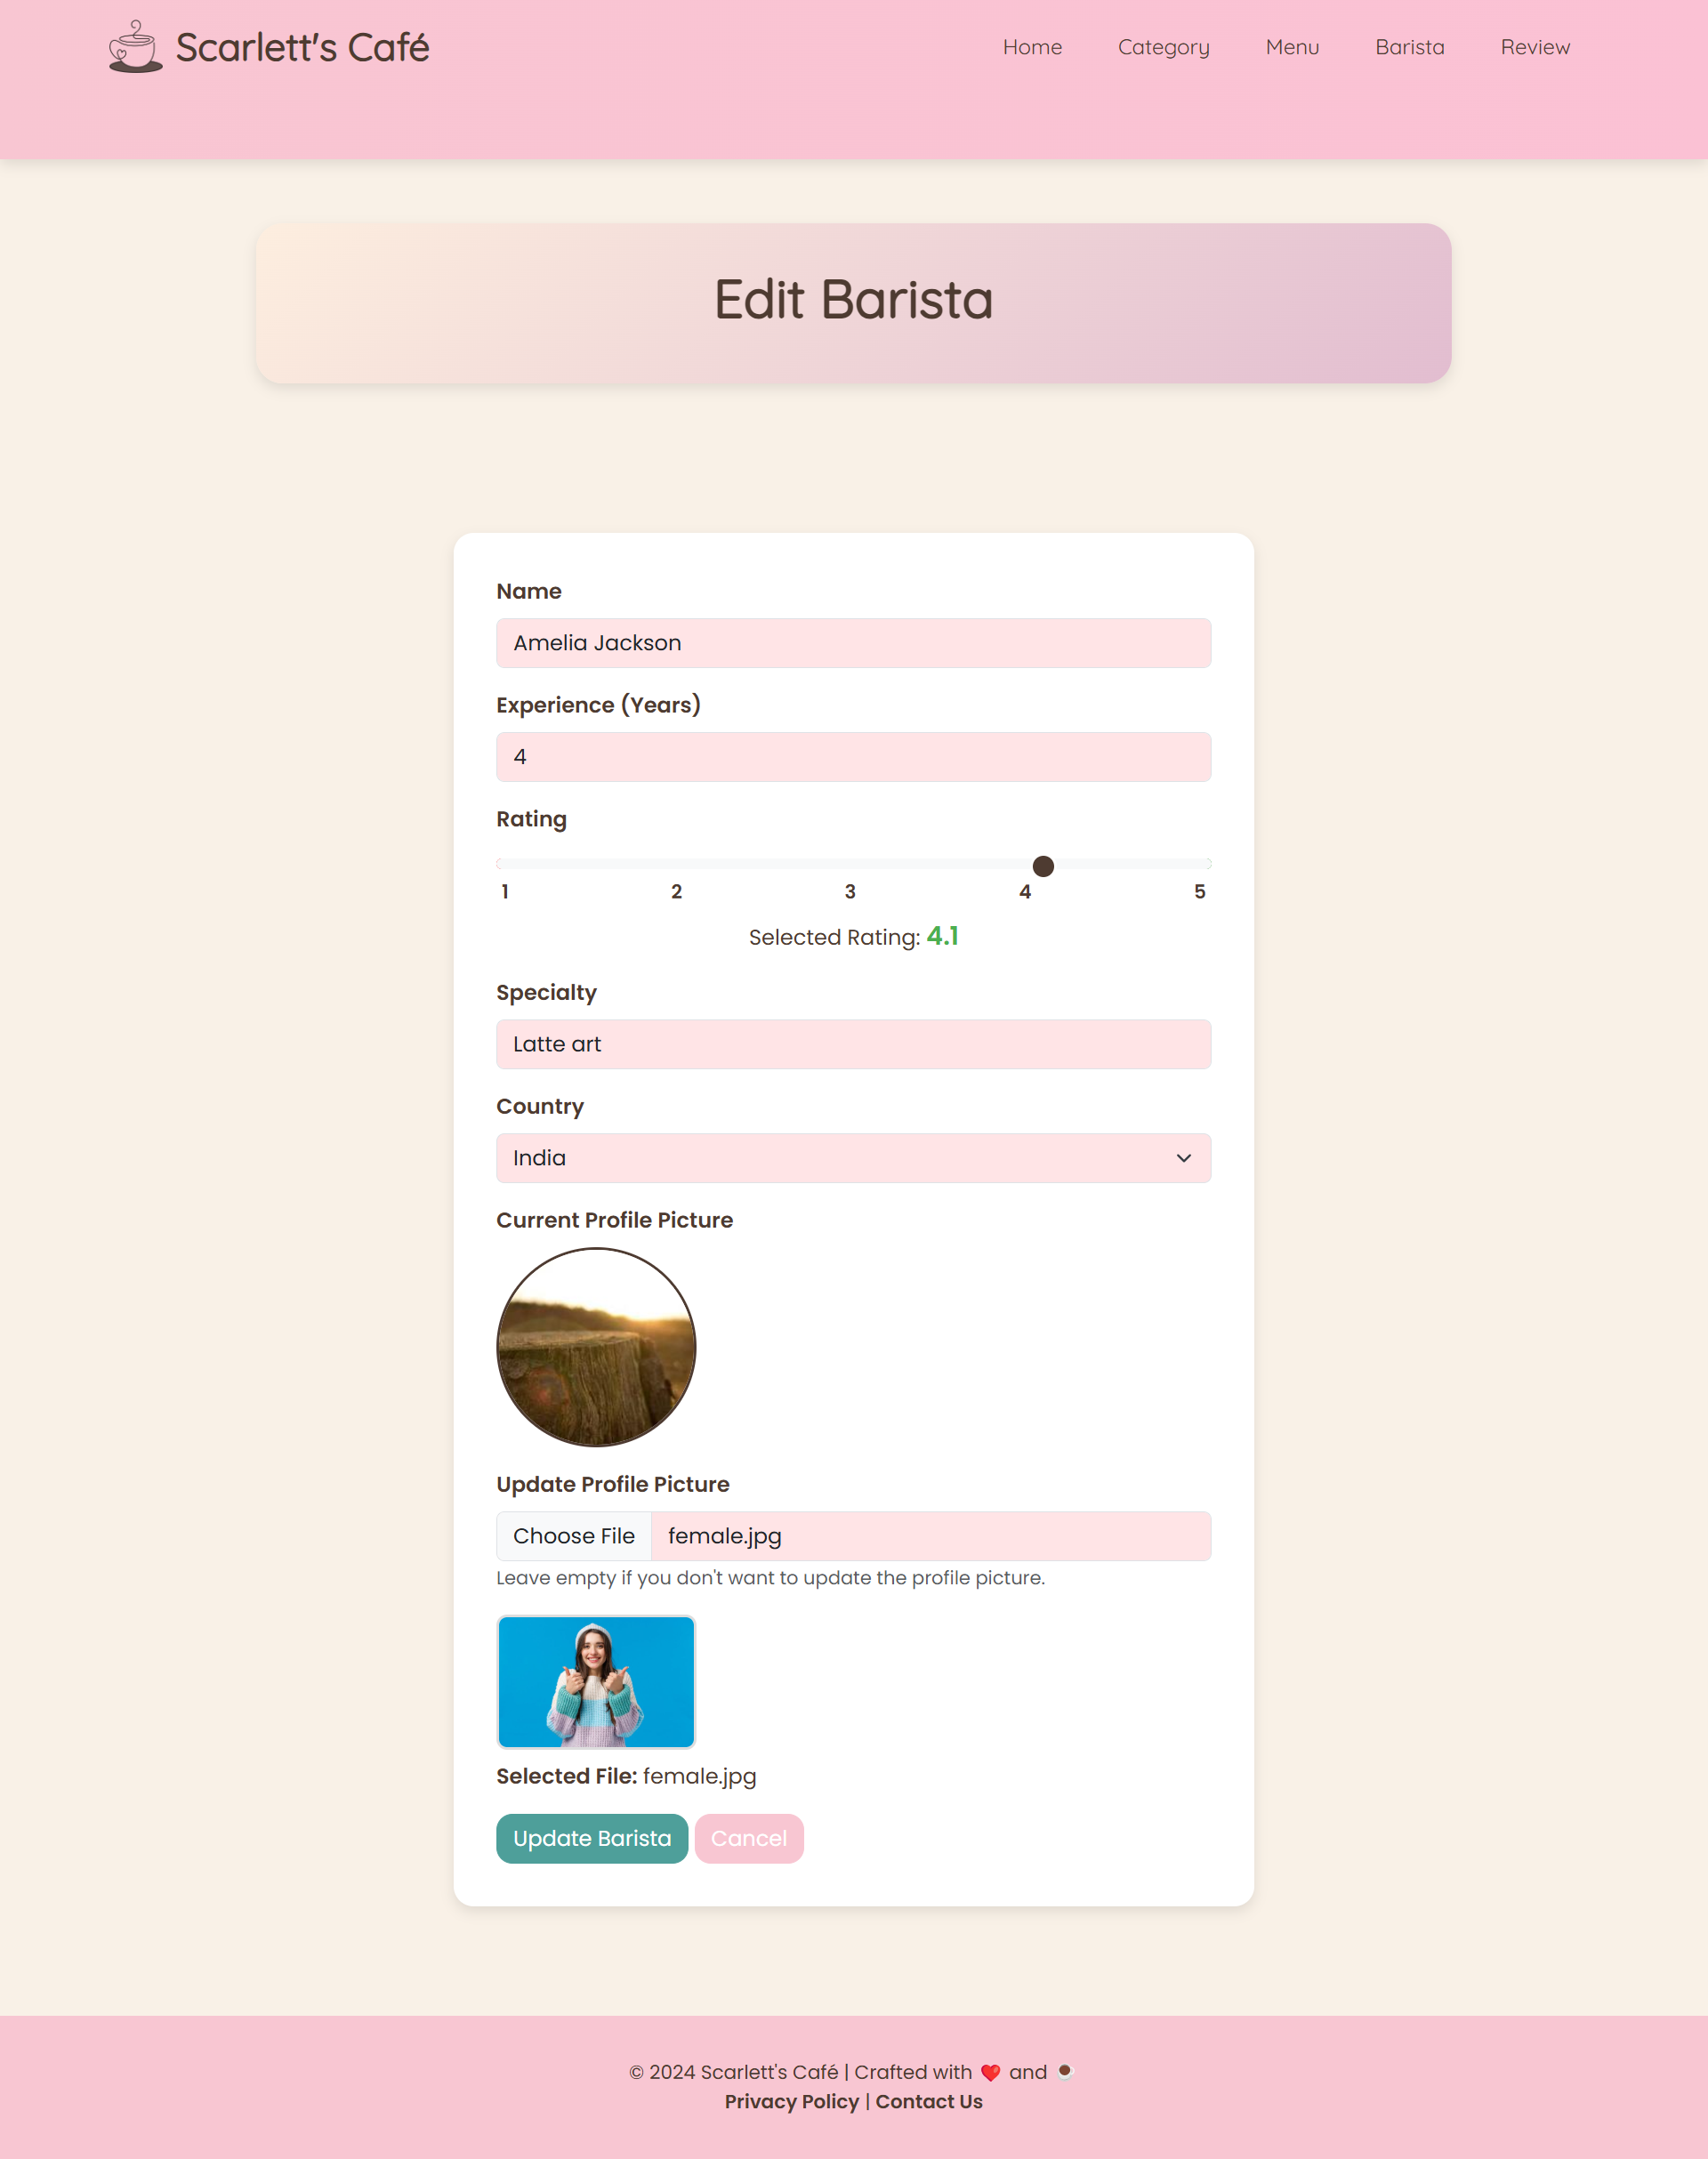 Scarlett's Café
Home Category Menu Barista Review
Edit Barista
Name
Amelia Jackson
Experience (Years)
4
Rating
1 2 3 4 5
Selected Rating: 4.1
Specialty
Latte art
Country
India
Current Profile Picture
Update Profile Picture
Choose File female.jpg
Leave empty if you don't want to update the profile picture.
Selected File: female.jpg
Update Barista Cancel
© 2024 Scarlett's Café | Crafted with ❤️ and ☕
Privacy Policy | Contact Us